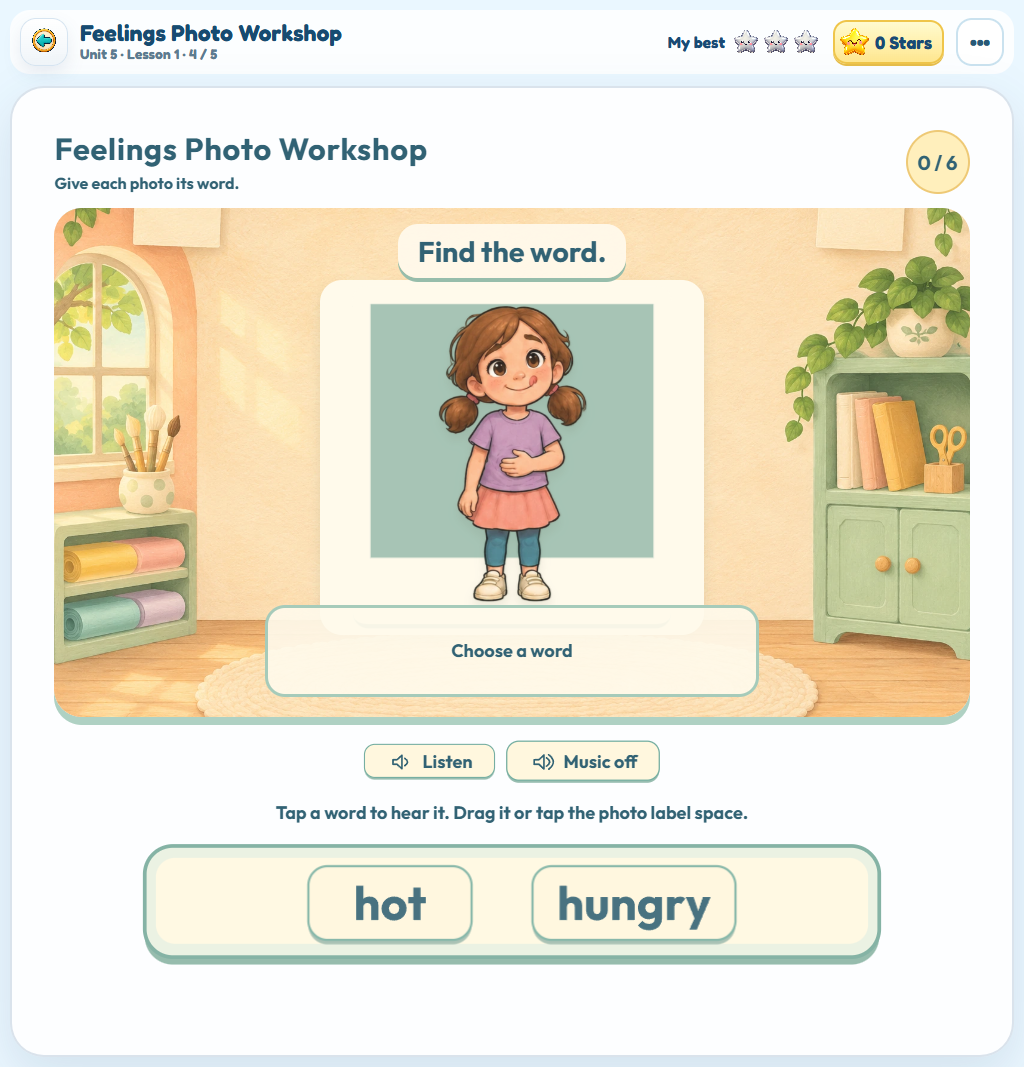 Feelings Photo Workshop
Unit 5 · Lesson 1 · 4 / 5
My best
0 Stars
•••
Feelings Photo Workshop
Give each photo its word.
0 / 6
Find the word.
Choose a word
Listen
Music off
Tap a word to hear it. Drag it or tap the photo label space.
hot
hungry